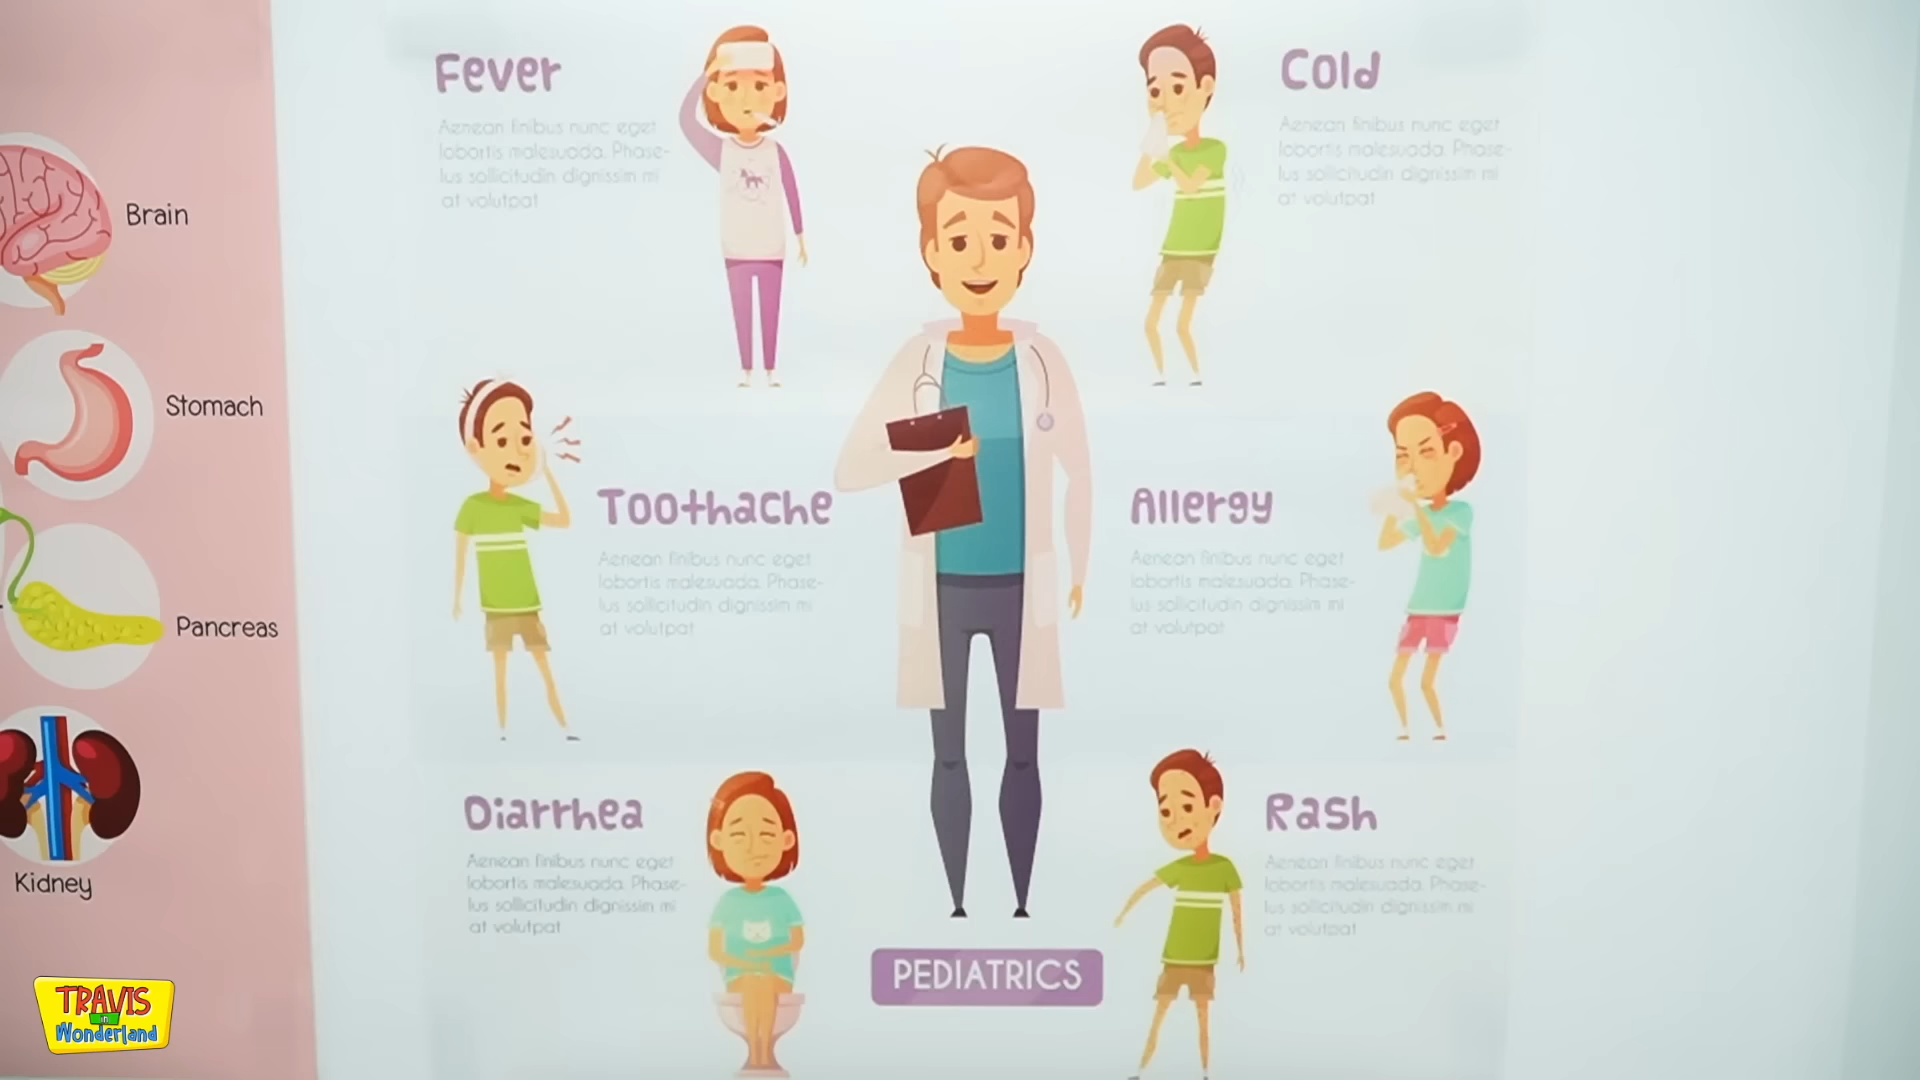 Brain
Stomach
Pancreas
Kidney
Fever
Aenean finibus nunc eget
lobortis malesuada. Phase-
lus sollicitudin dignissim mi
at volutpat
Cold
Aenean finibus nunc eget
lobortis malesuada. Phase-
lus sollicitudin dignissim mi
at volutpat
Toothache
Aenean finibus nunc eget
lobortis malesuada. Phase-
lus sollicitudin dignissim mi
at volutpat
Allergy
Aenean finibus nunc eget
lobortis malesuada. Phase-
lus sollicitudin dignissim mi
at volutpat
Diarrhea
Aenean finibus nunc eget
lobortis malesuada. Phase-
lus sollicitudin dignissim mi
at volutpat
Rash
Aenean finibus nunc eget
lobortis malesuada. Phase-
lus sollicitudin dignissim mi
at volutpat
PEDIATRICS
TRAVIS
in
Wonderland